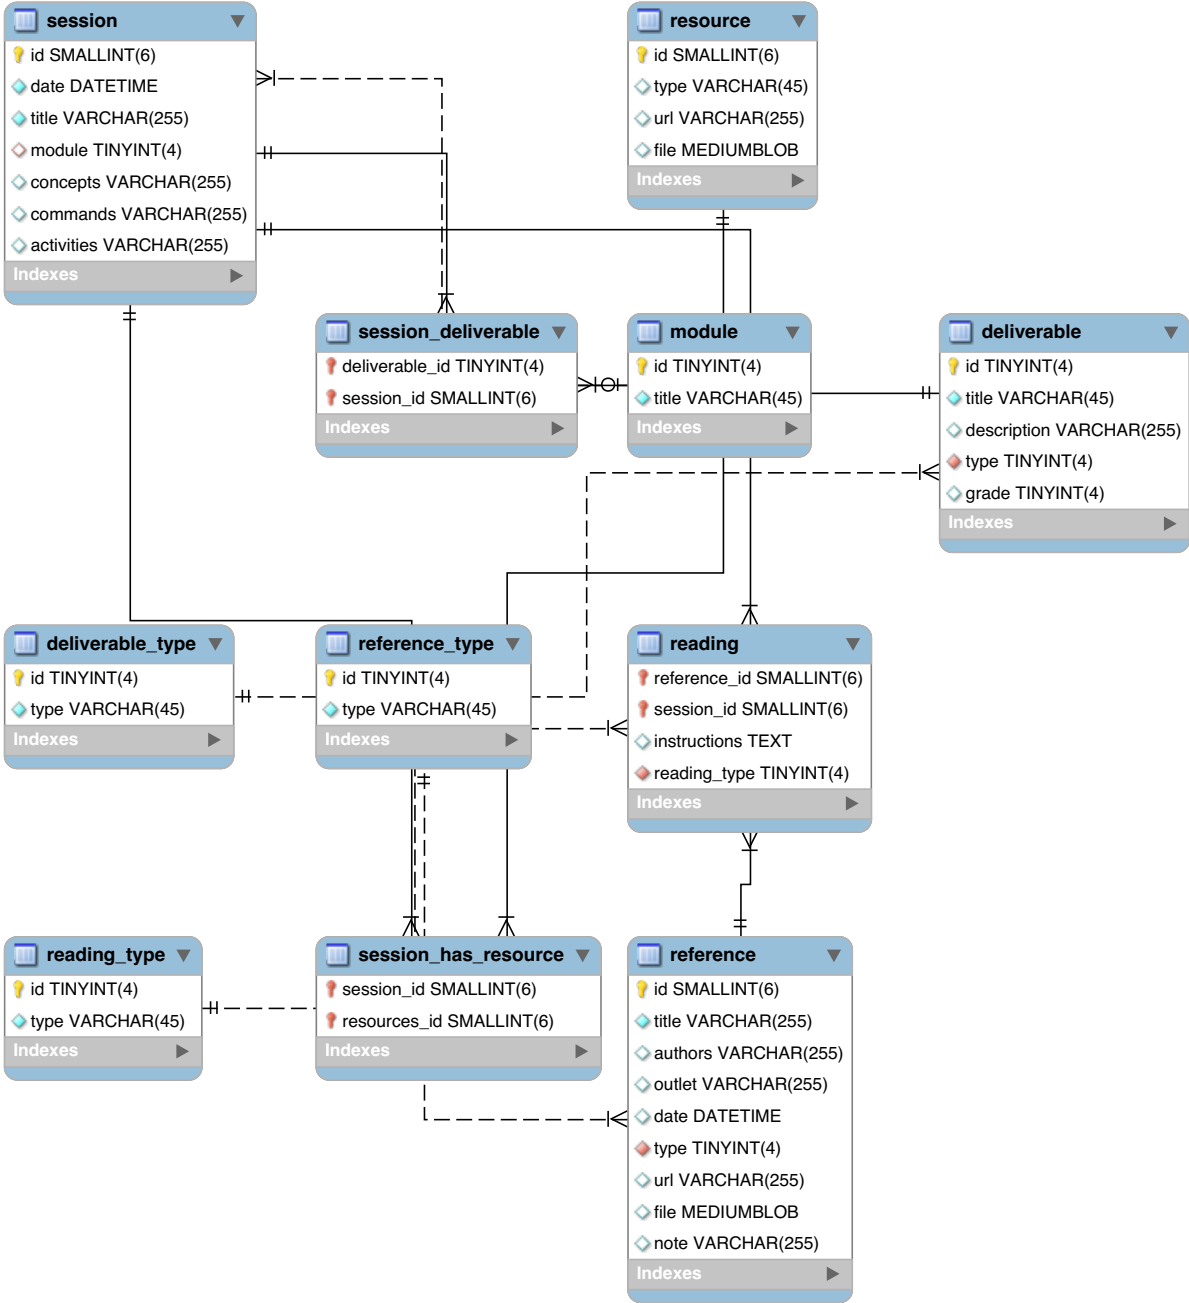 session
id SMALLINT(6)
date DATETIME
title VARCHAR(255)
module TINYINT(4)
concepts VARCHAR(255)
commands VARCHAR(255)
activities VARCHAR(255)
Indexes
resource
id SMALLINT(6)
type VARCHAR(45)
url VARCHAR(255)
file MEDIUMBLOB
Indexes
session_deliverable
deliverable_id TINYINT(4)
session_id SMALLINT(6)
Indexes
module
id TINYINT(4)
title VARCHAR(45)
Indexes
deliverable
id TINYINT(4)
title VARCHAR(45)
description VARCHAR(255)
type TINYINT(4)
grade TINYINT(4)
Indexes
deliverable_type
id TINYINT(4)
type VARCHAR(45)
Indexes
reference_type
id TINYINT(4)
type VARCHAR(45)
Indexes
reading
reference_id SMALLINT(6)
session_id SMALLINT(6)
instructions TEXT
reading_type TINYINT(4)
Indexes
reading_type
id TINYINT(4)
type VARCHAR(45)
Indexes
session_has_resource
session_id SMALLINT(6)
resources_id SMALLINT(6)
Indexes
reference
id SMALLINT(6)
title VARCHAR(255)
authors VARCHAR(255)
outlet VARCHAR(255)
date DATETIME
type TINYINT(4)
url VARCHAR(255)
file MEDIUMBLOB
note VARCHAR(255)
Indexes